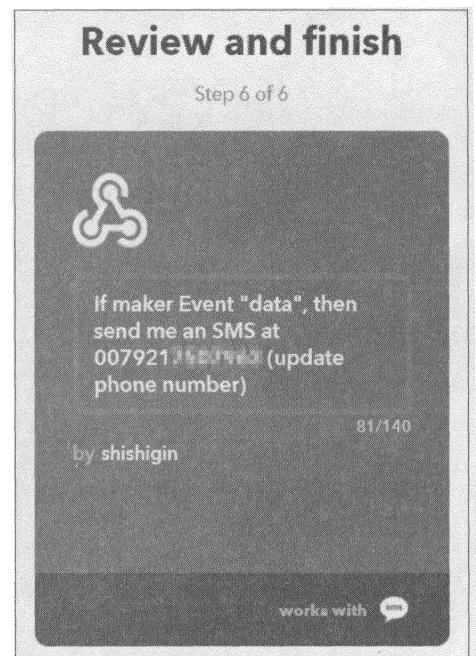 Review and finish
Step 6 of 6
If maker Event "data", then
send me an SMS at
007921 (update
phone number)
81/140
by shishigin
works with
sms